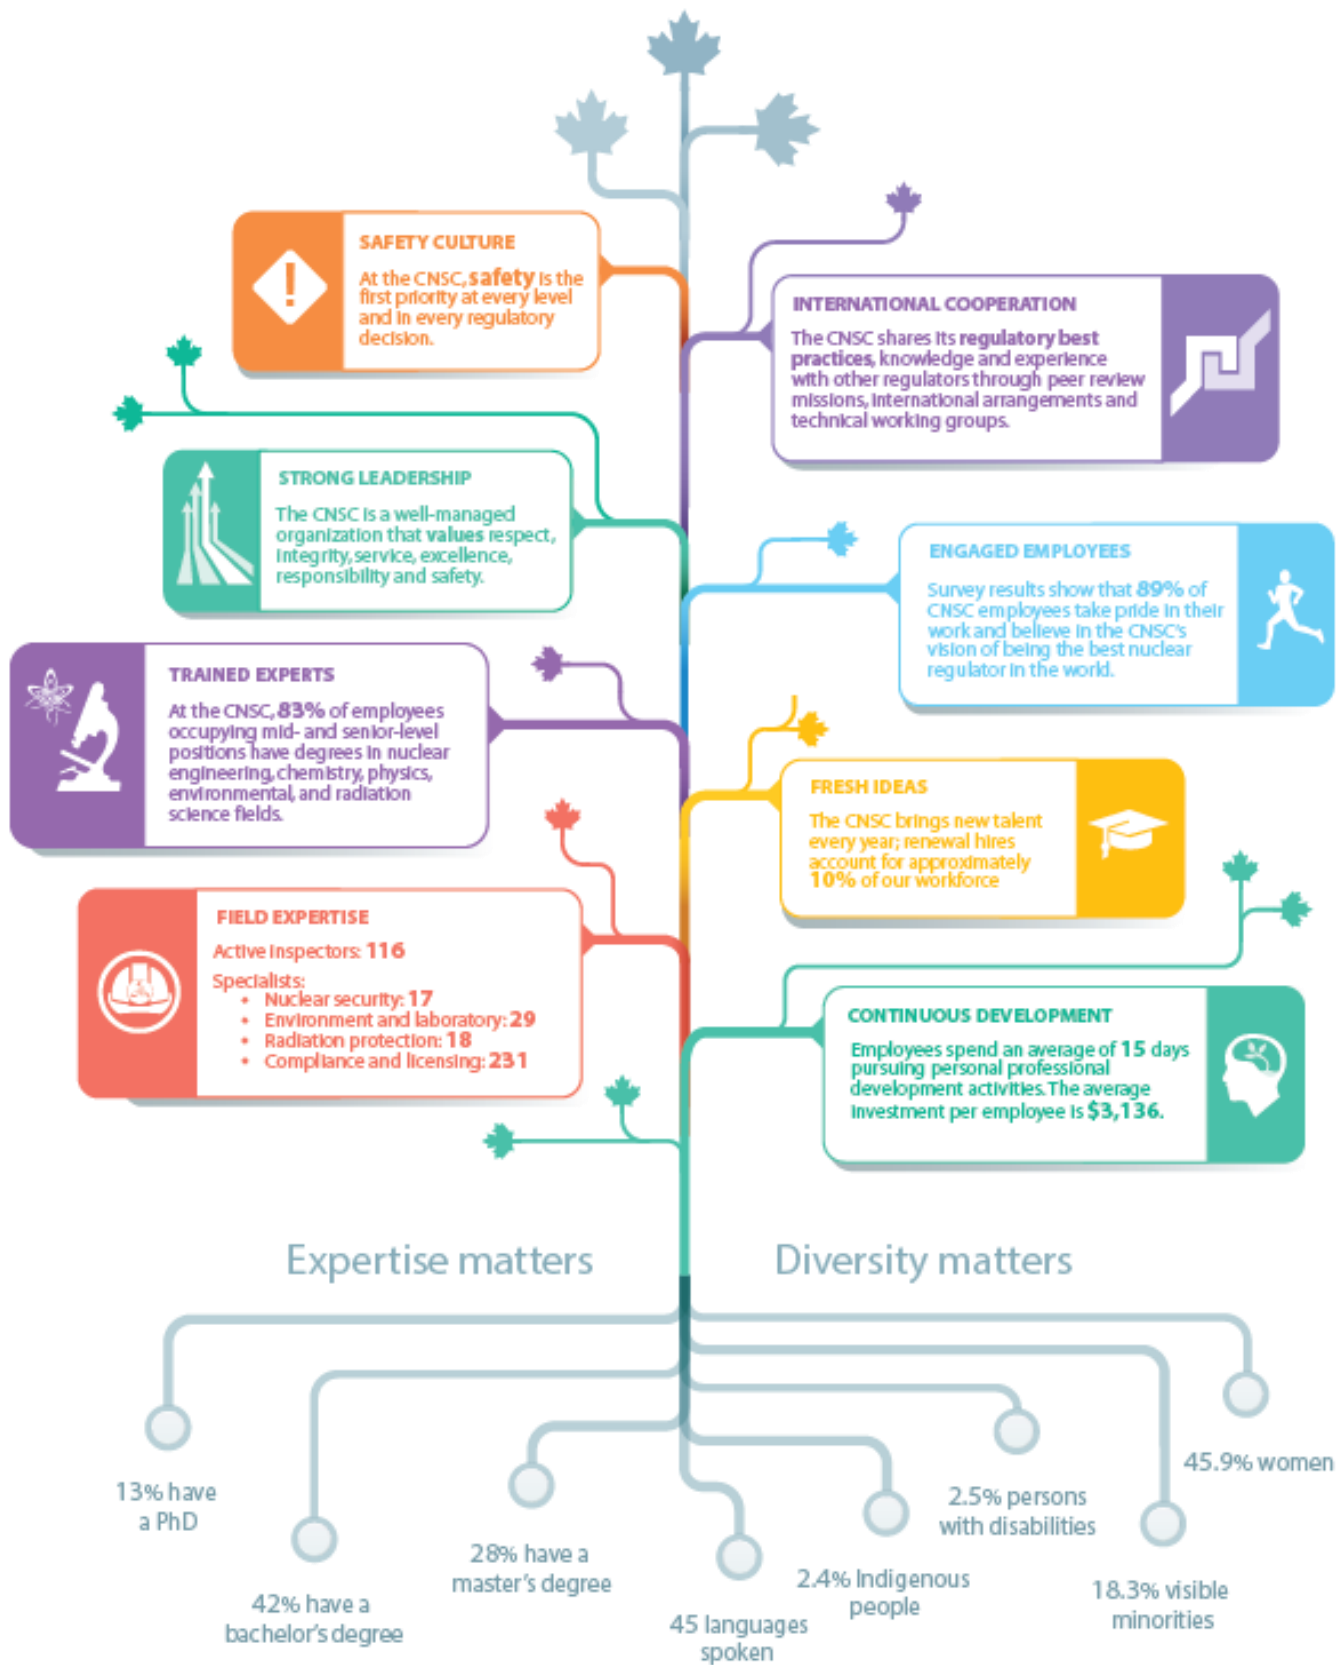 SAFETY CULTURE
At the CNSC, safety is the
first priority at every level
and in every regulatory
decision.
INTERNATIONAL COOPERATION
The CNSC shares its regulatory best
practices, knowledge and experience
with other regulators through peer review
missions, international arrangements and
technical working groups.
STRONG LEADERSHIP
The CNSC is a well-managed
organization that values respect,
integrity, service, excellence,
responsibility and safety.
ENGAGED EMPLOYEES
Survey results show that 89% of
CNSC employees take pride in their
work and believe in the CNSC's
vision of being the best nuclear
regulator in the world.
TRAINED EXPERTS
At the CNSC, 83% of employees
occupying mid- and senior-level
positions have degrees in nuclear
engineering, chemistry, physics,
environmental, and radiation
science fields.
FRESH IDEAS
The CNSC brings new talent
every year; renewal hires
account for approximately
10% of our workforce
FIELD EXPERTISE
Active inspectors: 116
Specialists:
• Nuclear security: 17
• Environment and laboratory: 29
• Radiation protection: 18
• Compliance and licensing: 231
CONTINUOUS DEVELOPMENT
Employees spend an average of 15 days
pursuing personal professional
development activities. The average
investment per employee is $3,136.
Expertise matters
Diversity matters
13% have
a PhD
42% have a
bachelor's degree
28% have a
master's degree
45 languages
spoken
2.4% Indigenous
people
2.5% persons
with disabilities
18.3% visible
minorities
45.9% women